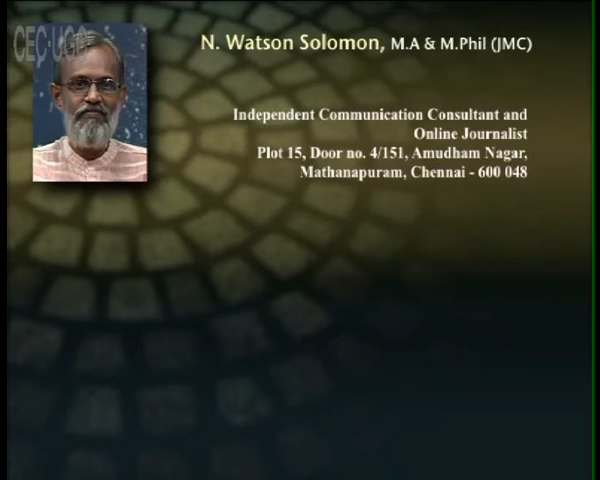 CEC-UGC
N. Watson Solomon, M.A & M.Phil (JMC)
Independent Communication Consultant and
Online Journalist
Plot 15, Door no. 4/151, Amudham Nagar,
Mathanapuram, Chennai - 600 048